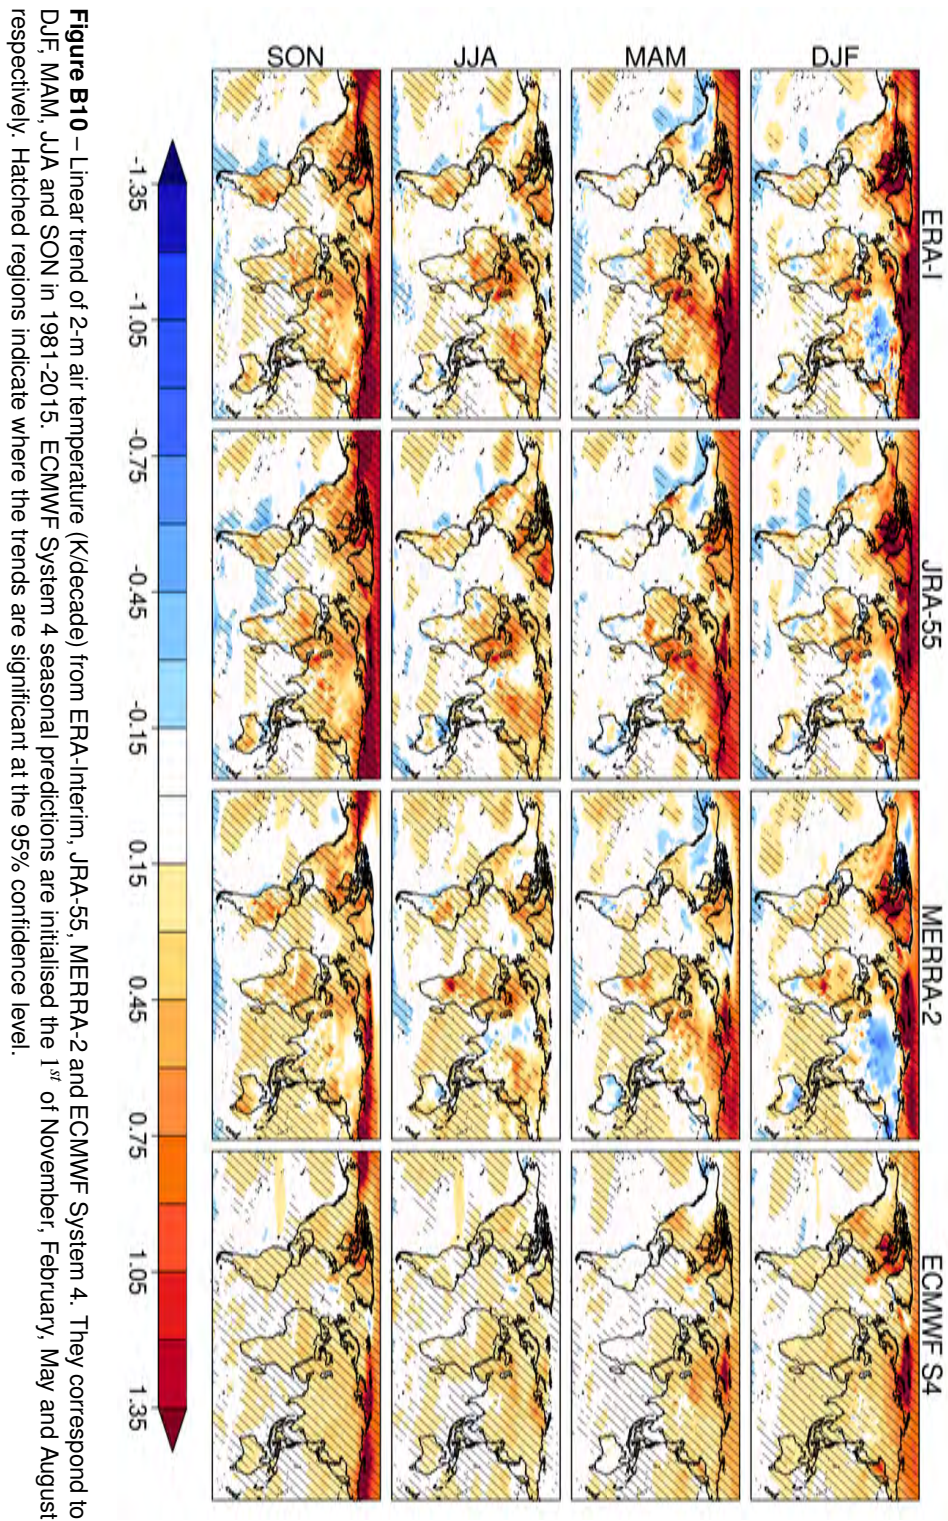 ERA-I JRA-55 MERRA-2 ECMWF S4
DJF
MAM
JJA
SON
-1.35 -1.05 -0.75 -0.45 -0.15 0.15 0.45 0.75 1.05 1.35
Figure B10 – Linear trend of 2-m air temperature (K/decade) from ERA-Interim, JRA-55, MERRA-2 and ECMWF System 4. They correspond to
DJF, MAM, JJA and SON in 1981-2015. ECMWF System 4 seasonal predictions are initialised the 1st of November, February, May and August
respectively. Hatched regions indicate where the trends are significant at the 95% confidence level.